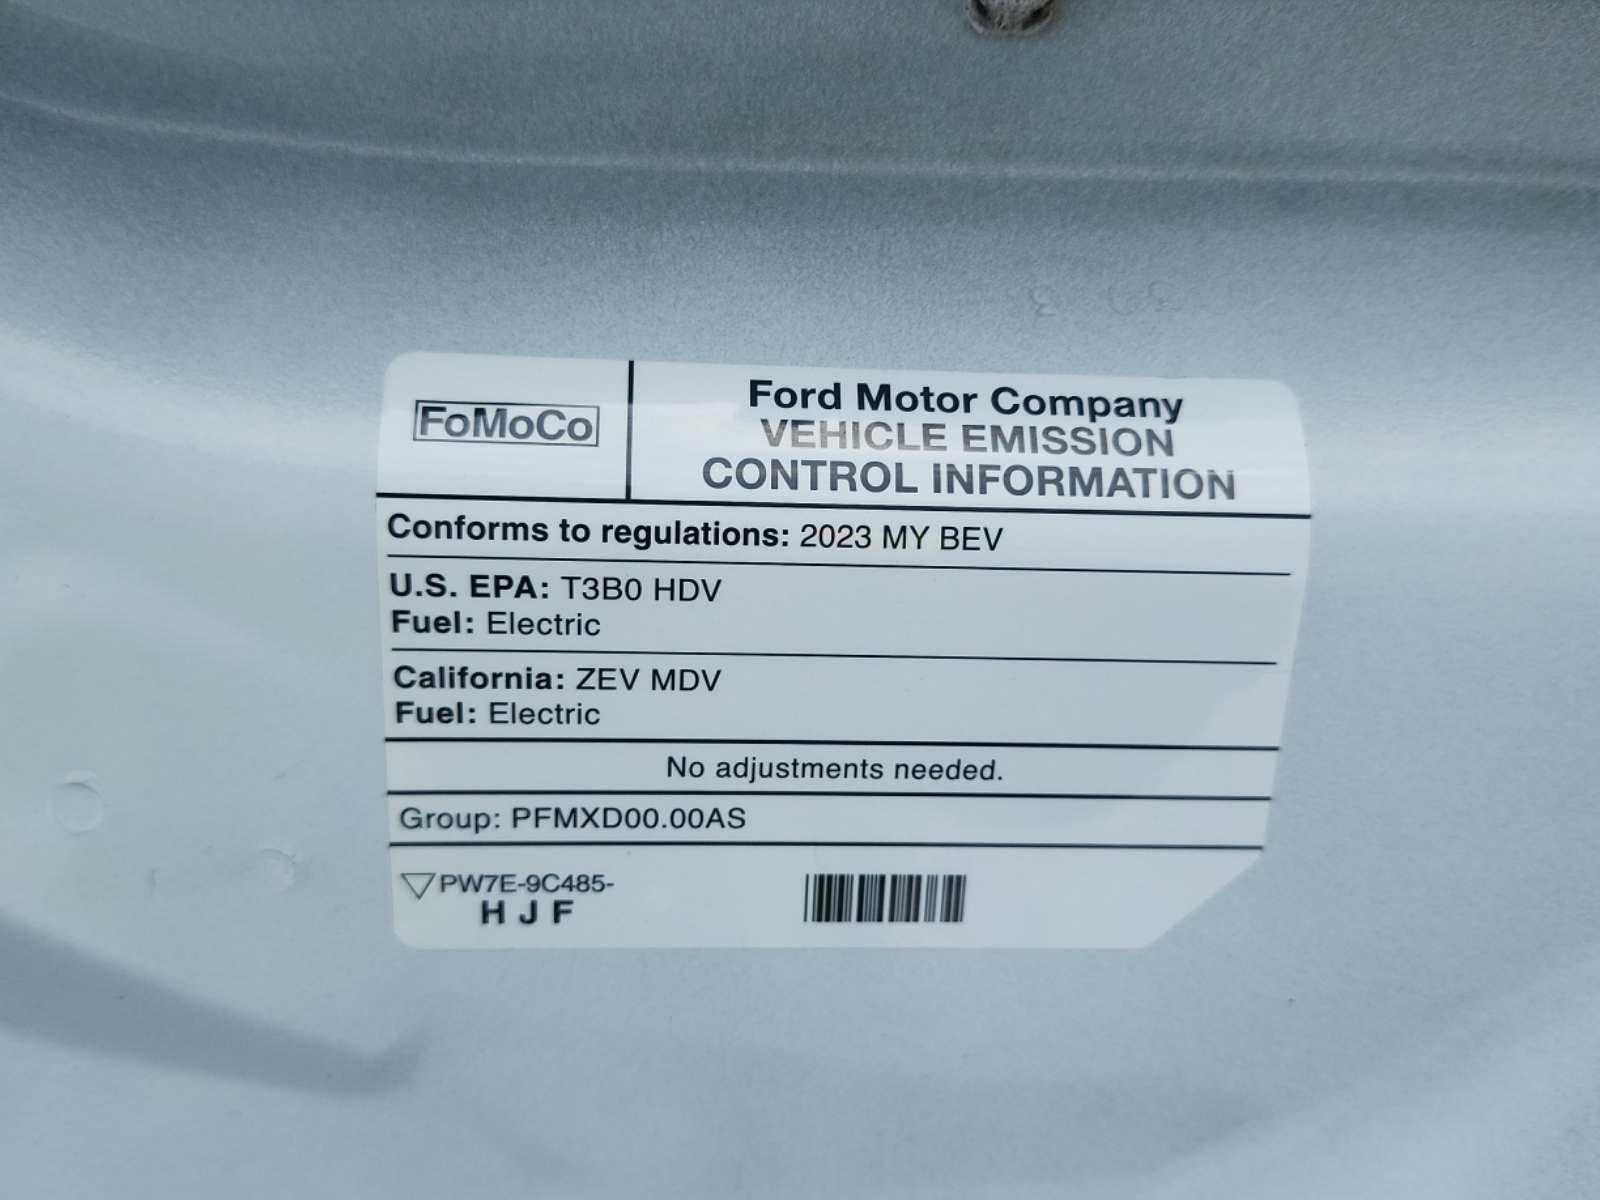 FoMoCo
Ford Motor Company
VEHICLE EMISSION
CONTROL INFORMATION
Conforms to regulations: 2023 MY BEV
U.S. EPA: T3B0 HDV
Fuel: Electric
California: ZEV MDV
Fuel: Electric
No adjustments needed.
Group: PFMXD00.00AS
PW7E-9C485-
H J F